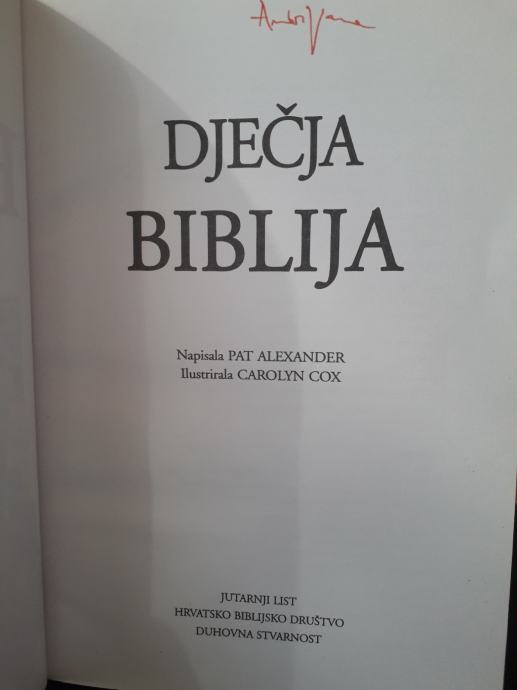 DJEČJA
BIBLIJA
Napisala PAT ALEXANDER
Ilustrirala CAROLYN COX
JUTARNJI LIST
HRVATSKO BIBLIJSKO DRUŠTVO
DUHOVNA STVARNOST